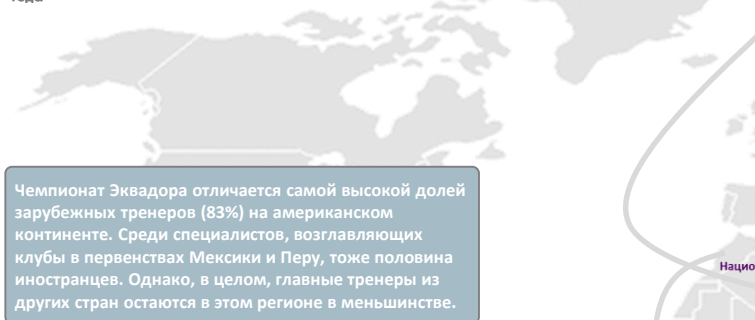 Чемпионат Эквадора отличается самой высокой долей
зарубежных тренеров (83%) на американском
континенте. Среди специалистов, возглавляющих
клубы в первенствах Мексики и Перу, тоже половина
иностранцев. Однако, в целом, главные тренеры из
других стран остаются в этом регионе в меньшинстве.
Нацио